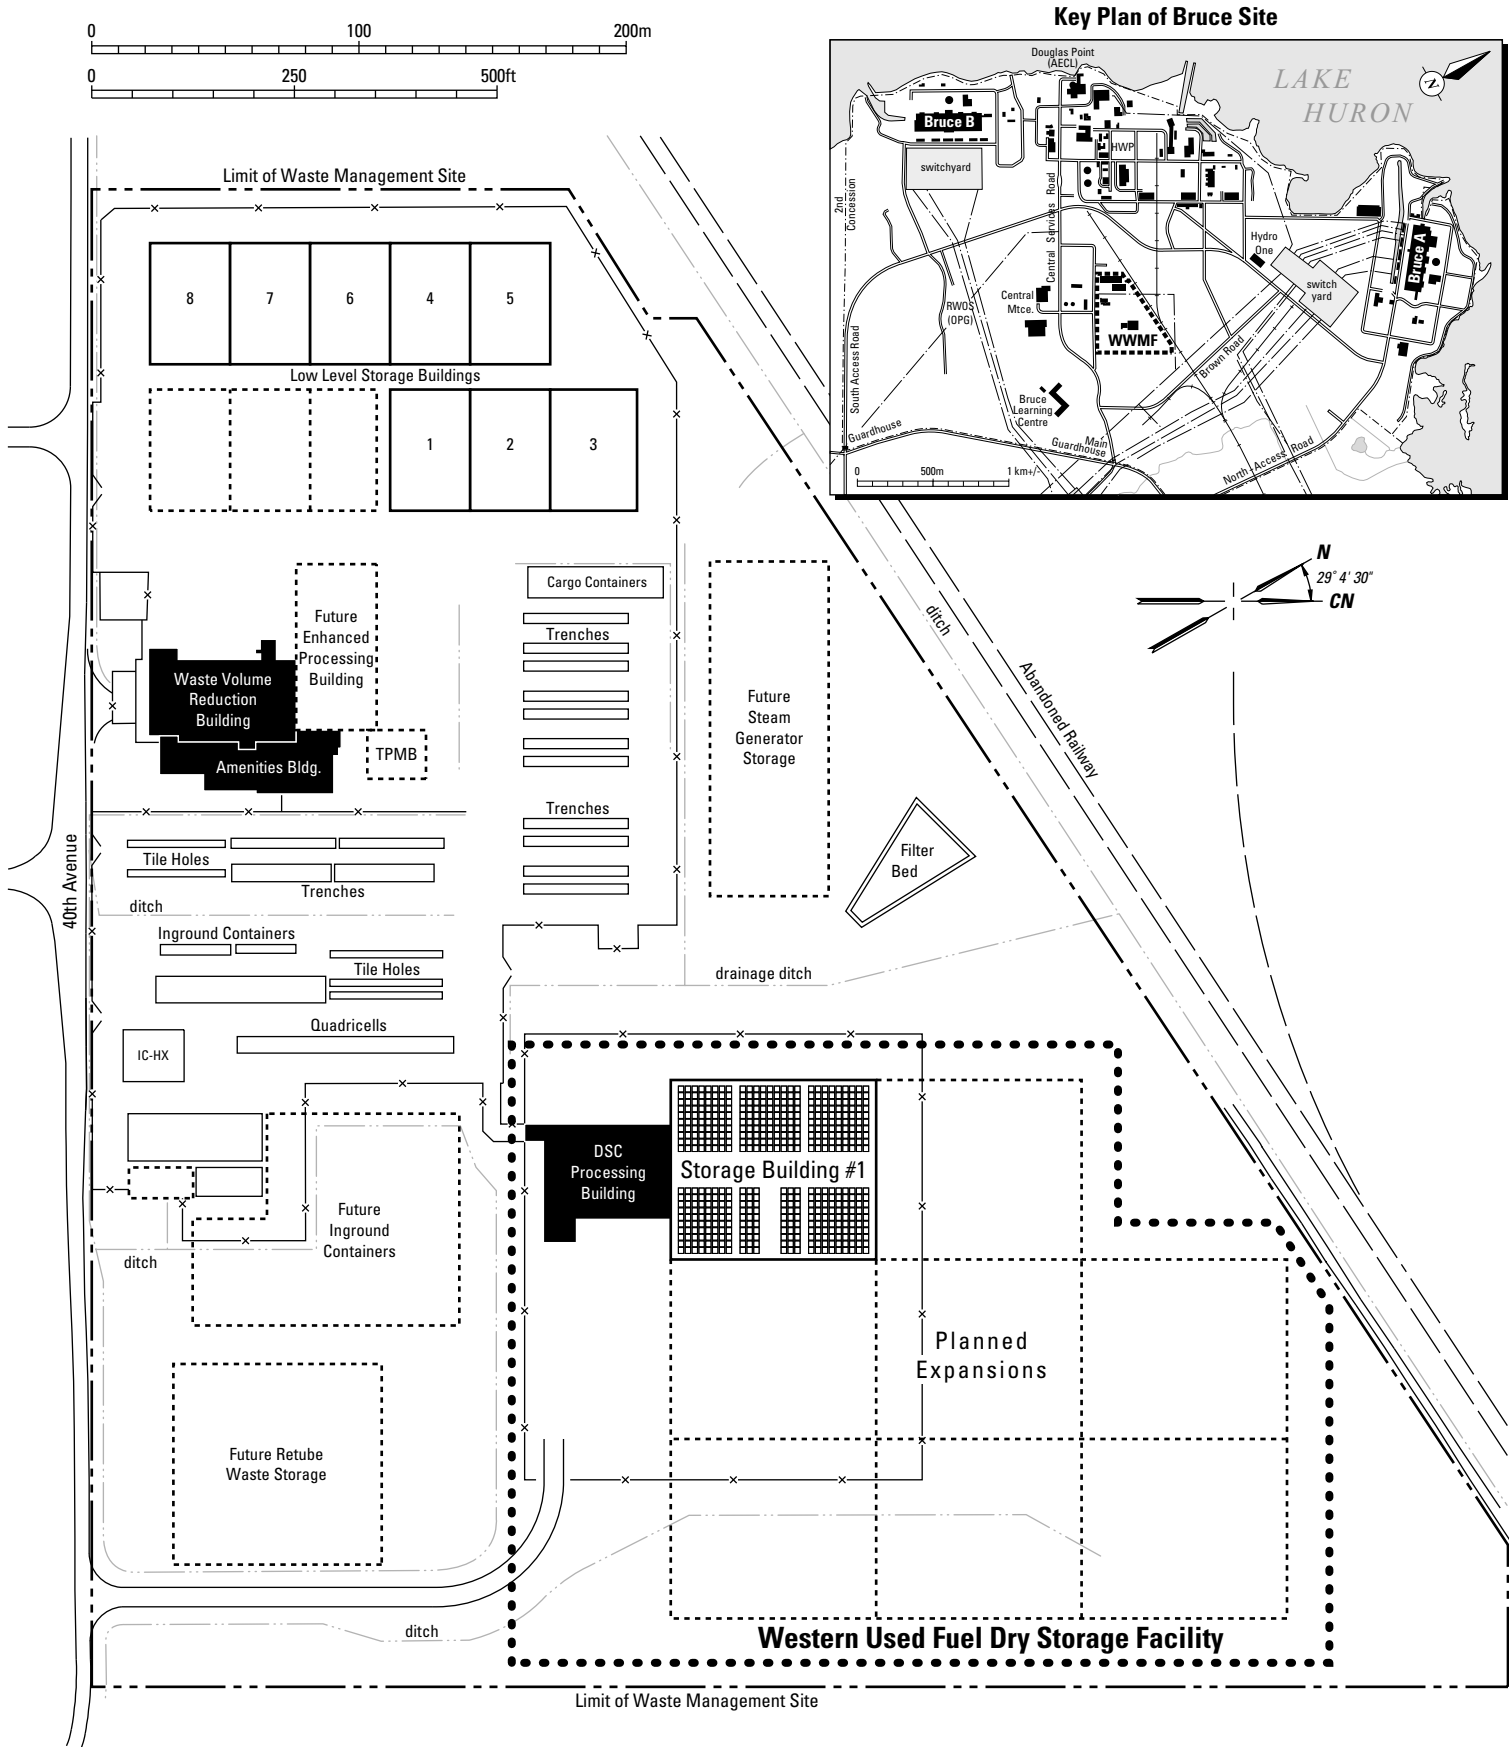 Key Plan of Bruce Site
0 100 200m
0 250 500ft
Douglas Point
(AECL)
LAKE
HURON
N
Bruce B
switchyard
HWP
2nd
Concession
Central Services Road
Hydro
One
Bruce A
switch
yard
RWOS
(OPG)
Central
Mtce.
WWMF
South Access Road
Brown Road
Bruce
Learning
Centre
Guardhouse
Main
Guardhouse
North Access Road
0 500m 1 km+/-
Limit of Waste Management Site
8 7 6 4 5
Low Level Storage Buildings
1 2 3
N
29° 4' 30"
CN
Cargo Containers
Trenches
Future
Enhanced
Processing
Building
Waste Volume
Reduction
Building
Amenities Bldg.
TPMB
Future
Steam
Generator
Storage
ditch
Abandoned Railway
Trenches
40th Avenue
Tile Holes
Trenches
Filter
Bed
ditch
Inground Containers
Tile Holes
drainage ditch
Quadricells
IC-HX
DSC
Processing
Building
Storage Building #1
Future
Inground
Containers
ditch
Planned
Expansions
Future Retube
Waste Storage
ditch
Western Used Fuel Dry Storage Facility
Limit of Waste Management Site